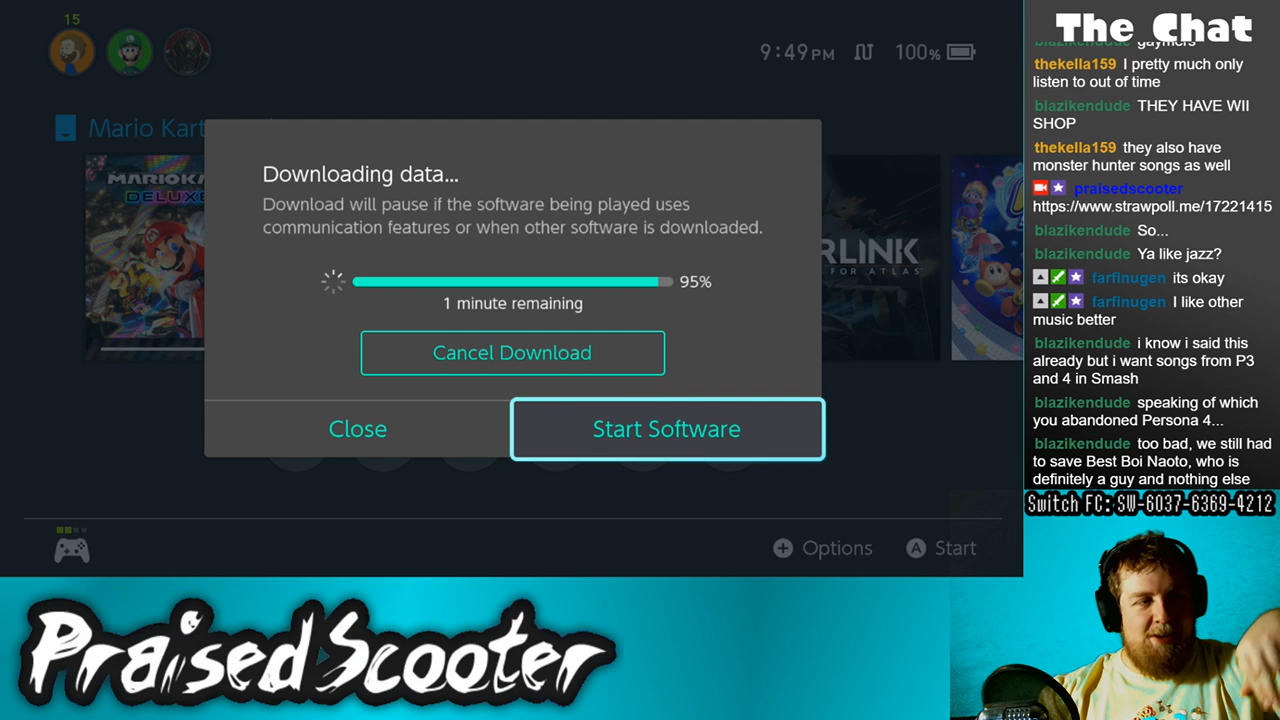 15
9:49 PM
100%
Mario Kart
MARIOKA
DELUXE
Downloading data...
Download will pause if the software being played uses
communication features or when other software is downloaded.
95%
1 minute remaining
Cancel Download
Close
Start Software
RLINK
FOR ATLAS
Options
A
Start
PraisedScooter
The Chat
blazikendude gaymers
thekella159 I pretty much only
listen to out of time
blazikendude THEY HAVE WII
SHOP
thekella159 they also have
monster hunter songs as well
praisedscooter
https://www.strawpoll.me/17221415
blazikendude So...
blazikendude Ya like jazz?
farfinugen its okay
farfinugen I like other
music better
blazikendude i know i said this
already but i want songs from P3
and 4 in Smash
blazikendude speaking of which
you abandoned Persona 4...
blazikendude too bad, we still had
to save Best Boi Naoto, who is
definitely a guy and nothing else
Switch FC: SW-6037-6369-4212